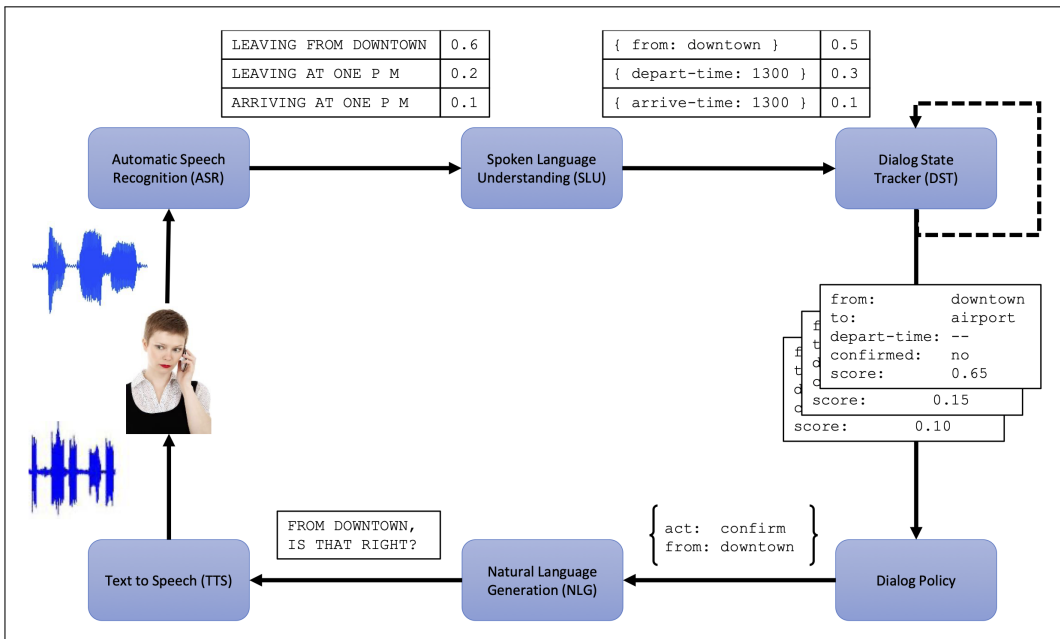 LEAVING FROM DOWNTOWN 0.6
LEAVING AT ONE P M 0.2
ARRIVING AT ONE P M 0.1
{ from: downtown } 0.5
{ depart-time: 1300 } 0.3
{ arrive-time: 1300 } 0.1
Automatic Speech
Recognition (ASR)
Spoken Language
Understanding (SLU)
Dialog State
Tracker (DST)
from: downtown
to: airport
depart-time: --
confirmed: no
score: 0.65
f
t
d
c
score: 0.15
f
t
d
c
score: 0.10
FROM DOWNTOWN,
IS THAT RIGHT?
act: confirm
from: downtown
Text to Speech (TTS)
Natural Language
Generation (NLG)
Dialog Policy